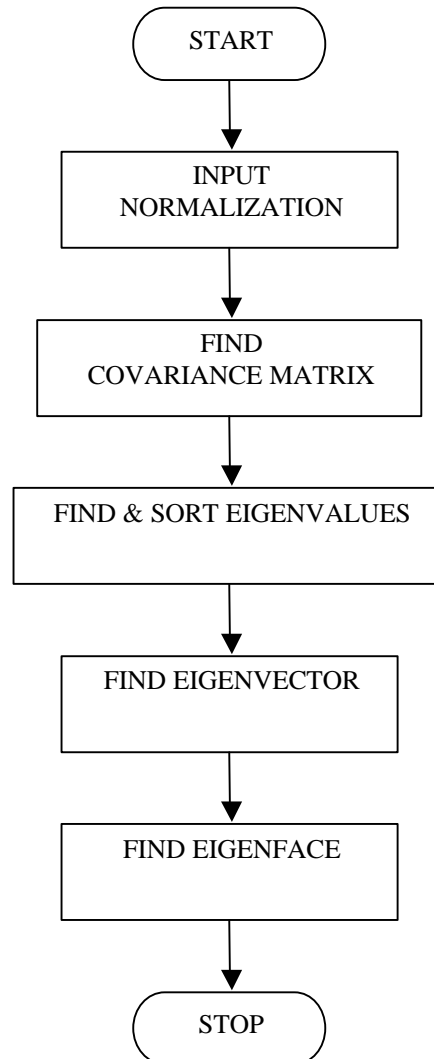 START
INPUT
NORMALIZATION
FIND
COVARIANCE MATRIX
FIND & SORT EIGENVALUES
FIND EIGENVECTOR
FIND EIGENFACE
STOP